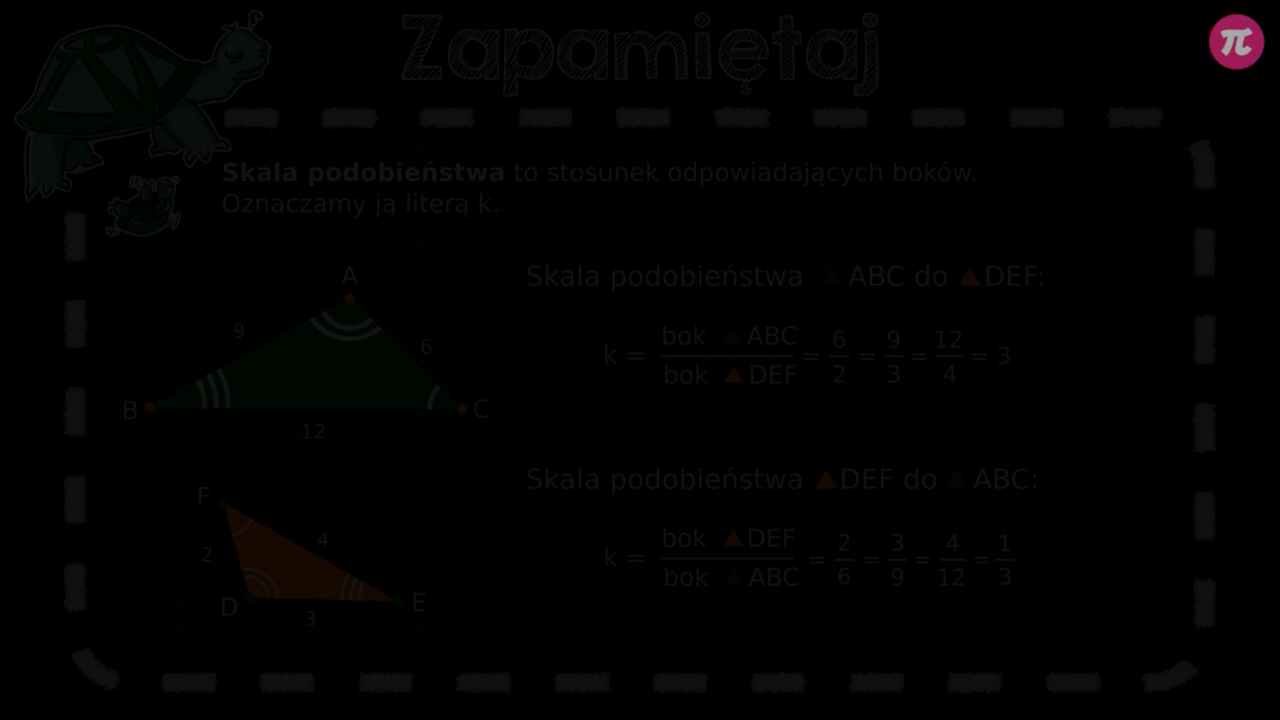 Zapamiętaj
π
Skala podobieństwa to stosunek odpowiadających boków.
Oznaczamy ją literą k.
A
9
6
B
C
12
Skala podobieństwa ABC do DEF:
k = bok ABC / bok DEF = 6/2 = 9/3 = 12/4 = 3
F
4
2
D
E
3
Skala podobieństwa DEF do ABC:
k = bok DEF / bok ABC = 2/6 = 3/9 = 4/12 = 1/3